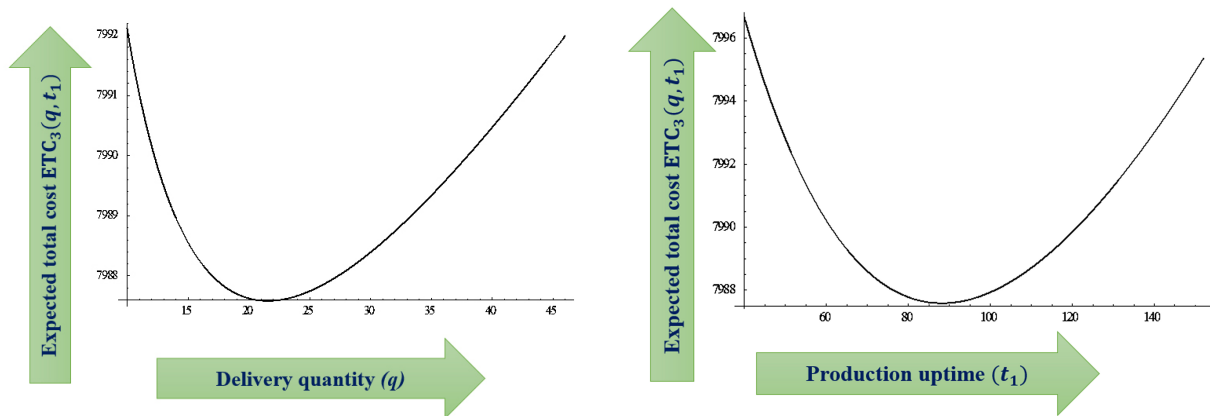 Expected total cost ETC₃(q, t₁)
7992
7991
7990
7989
7988
15 20 25 30 35 40 45
Delivery quantity (q)
Expected total cost ETC₃(q, t₁)
7996
7994
7992
7990
7988
60 80 100 120 140
Production uptime (t₁)